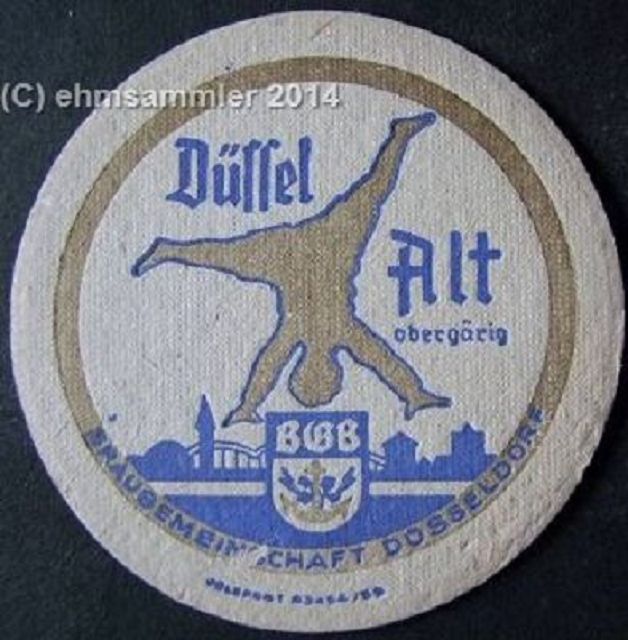 (C) ehmsammler 2014
Düssel
Alt
obergärig
BGB
BRAUGEMEINSCHAFT DÜSSELDORF